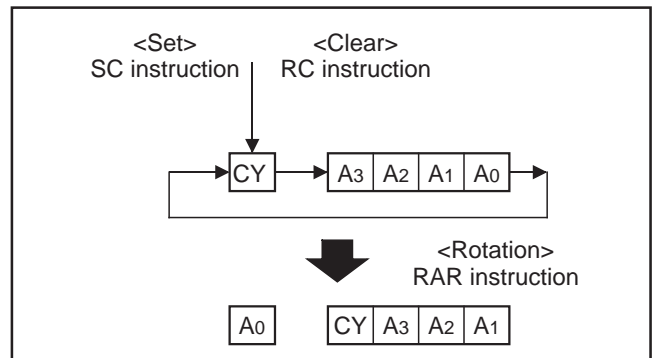 <Set> <Clear>
SC instruction RC instruction
CY A3 A2 A1 A0
<Rotation>
RAR instruction
A0 CY A3 A2 A1